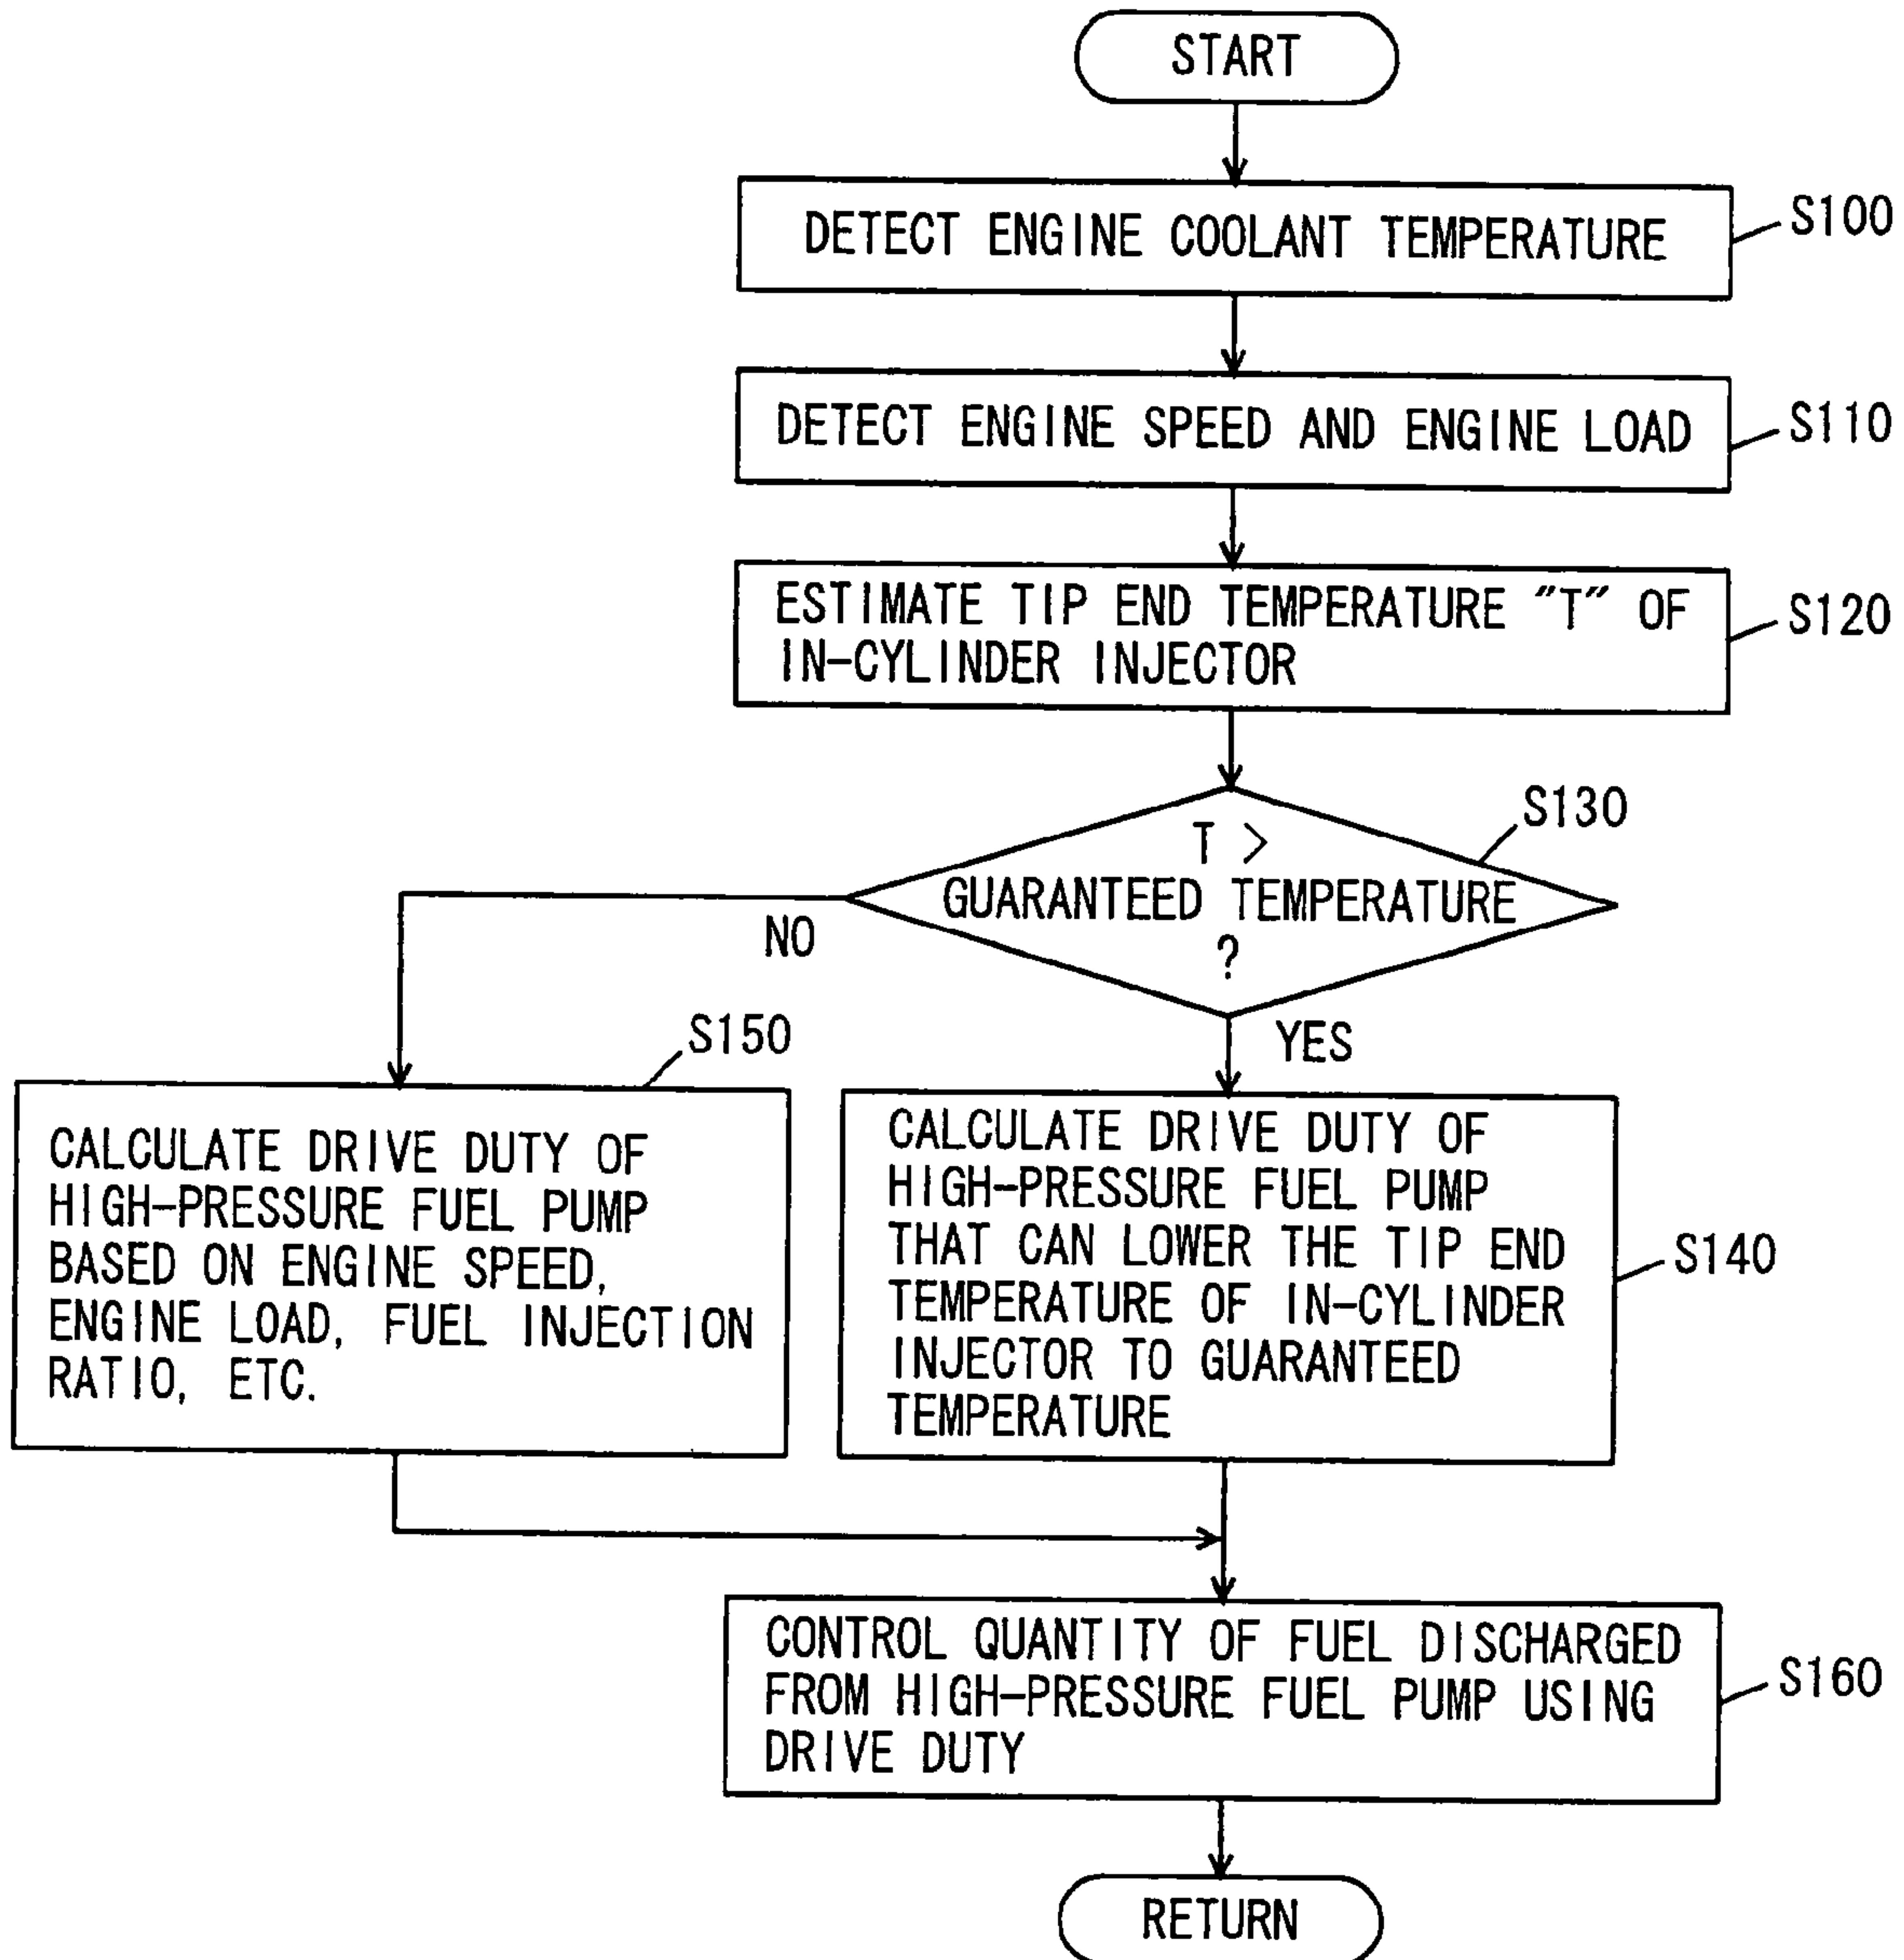 START
DETECT ENGINE COOLANT TEMPERATURE
S100
DETECT ENGINE SPEED AND ENGINE LOAD
S110
ESTIMATE TIP END TEMPERATURE "T" OF
IN-CYLINDER INJECTOR
S120
T >
GUARANTEED TEMPERATURE
?
S130
NO
YES
S150
CALCULATE DRIVE DUTY OF
HIGH-PRESSURE FUEL PUMP
BASED ON ENGINE SPEED,
ENGINE LOAD, FUEL INJECTION
RATIO, ETC.
CALCULATE DRIVE DUTY OF
HIGH-PRESSURE FUEL PUMP
THAT CAN LOWER THE TIP END
TEMPERATURE OF IN-CYLINDER
INJECTOR TO GUARANTEED
TEMPERATURE
S140
CONTROL QUANTITY OF FUEL DISCHARGED
FROM HIGH-PRESSURE FUEL PUMP USING
DRIVE DUTY
S160
RETURN